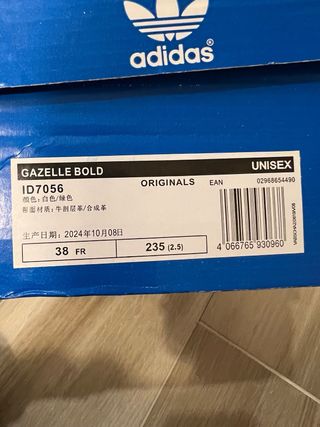 adidas®
GAZELLE BOLD UNISEX
ID7056 ORIGINALS EAN 02968654490
颜色:白色/绿色
鞋面材质:牛剖层革/合成革
生产日期:2024年10月08日
38 FR 235 (2.5) 4 066765 930960